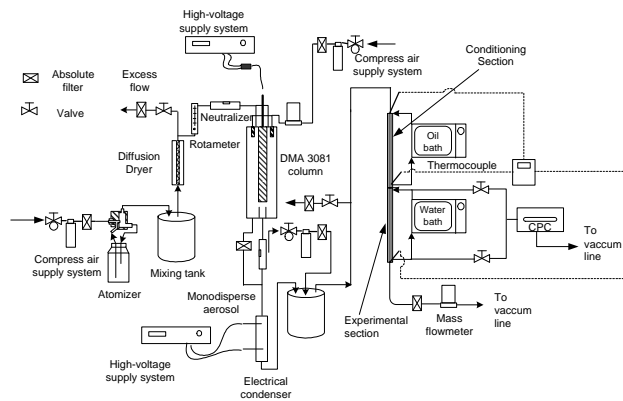 High-voltage
supply system
Compress air
supply system
Conditioning
Section
Absolute
filter
Excess
flow
Valve
Neutralizer
Rotameter
Oil
bath
Thermocouple
Diffusion
Dryer
DMA 3081
column
Water
bath
CPC
To
vaccum
line
Compress air
supply system
Mixing tank
Atomizer
Monodisperse
aerosol
Experimental
section
Mass
flowmeter
To
vaccum
line
High-voltage
supply system
Electrical
condenser